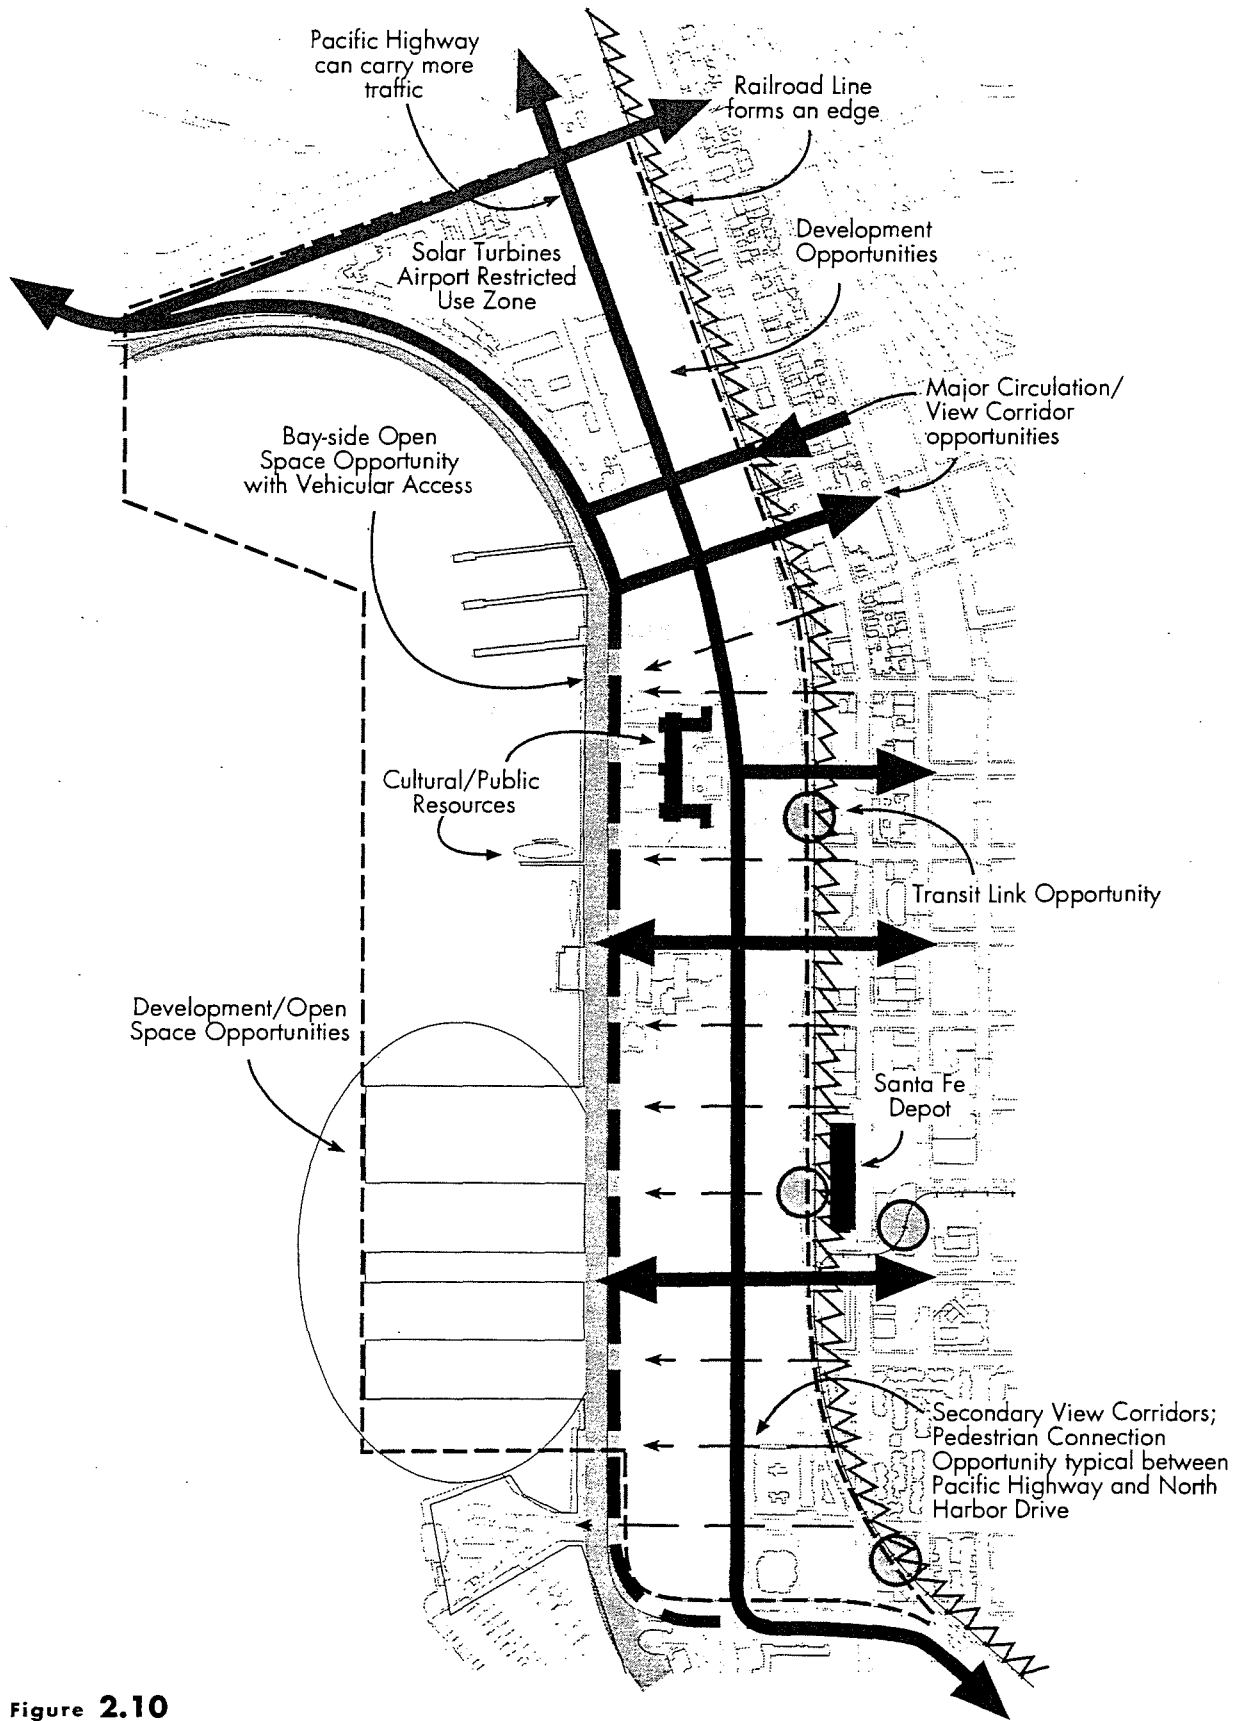 Pacific Highway
can carry more
traffic
Railroad Line
forms an edge
Development
Opportunities
Solar Turbines
Airport Restricted
Use Zone
Major Circulation/
View Corridor
opportunities
Bay-side Open
Space Opportunity
with Vehicular Access
Cultural/Public
Resources
Transit Link Opportunity
Development/Open
Space Opportunities
Santa Fe
Depot
Secondary View Corridors;
Pedestrian Connection
Opportunity typical between
Pacific Highway and North
Harbor Drive
Figure 2.10